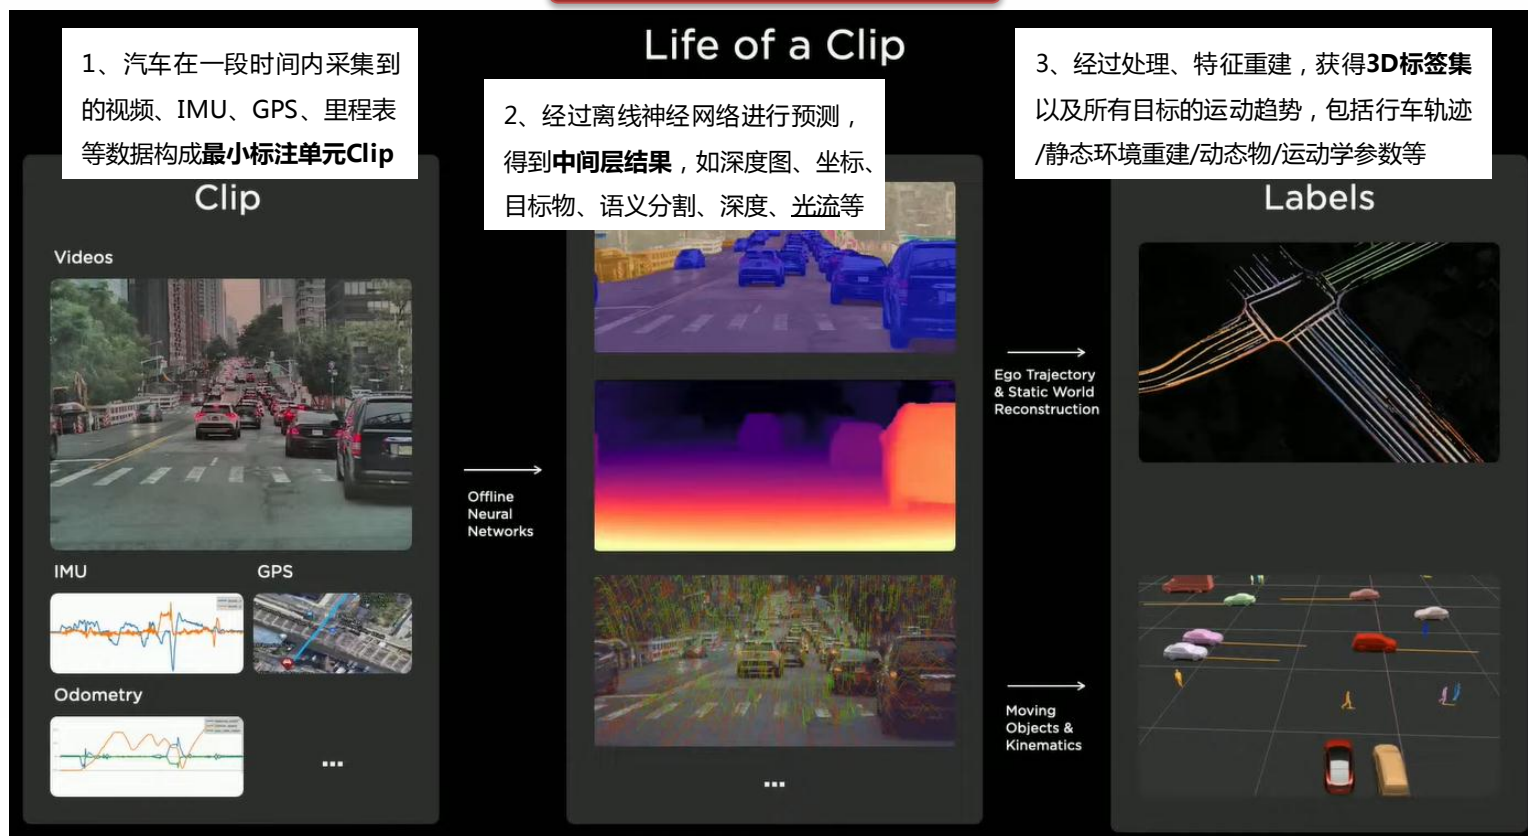 Life of a Clip
1、汽车在一段时间内采集到
的视频、IMU、GPS、里程表
等数据构成最小标注单元Clip
2、经过离线神经网络进行预测，
得到中间层结果，如深度图、坐标、
目标物、语义分割、深度、光流等
3、经过处理、特征重建，获得3D标签集
以及所有目标的运动趋势，包括行车轨迹
/静态环境重建/动态物/运动学参数等
Clip
Videos
IMU
GPS
Odometry
...
Offline
Neural
Networks
...
Ego Trajectory
& Static World
Reconstruction
Moving
Objects &
Kinematics
Labels